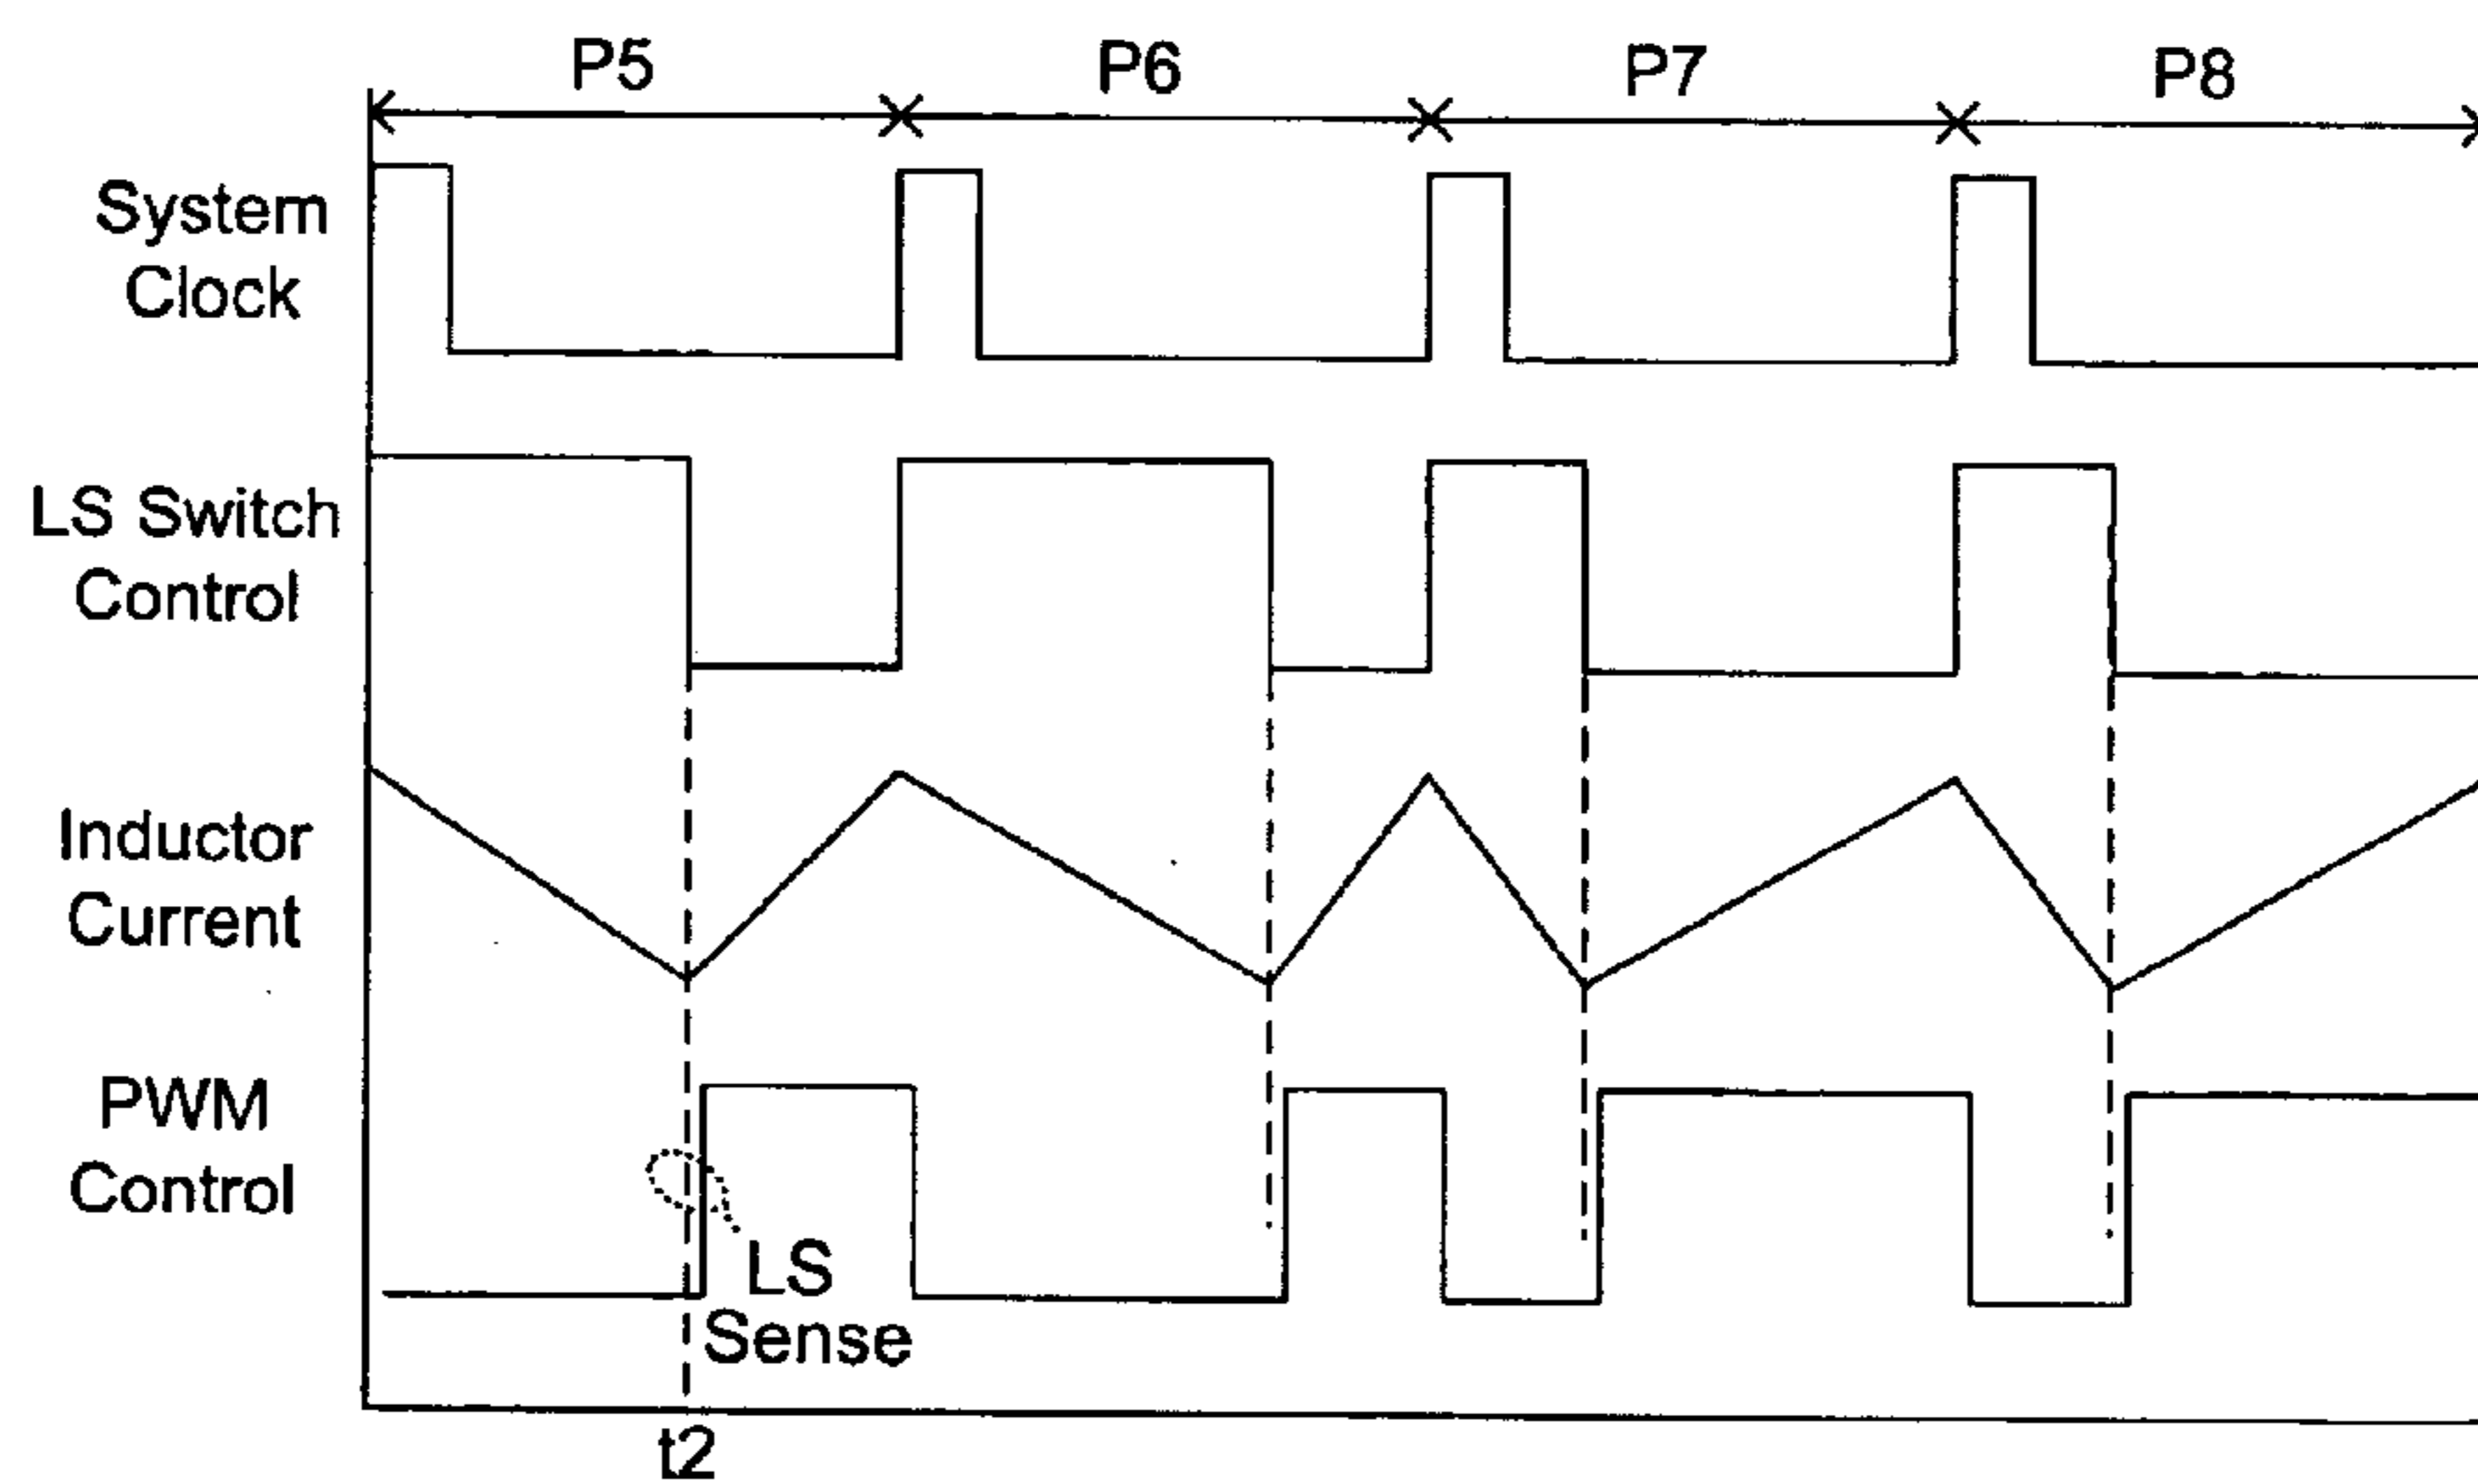 P5 P6 P7 P8
System
Clock
LS Switch
Control
Inductor
Current
PWM
Control
LS
Sense
t2